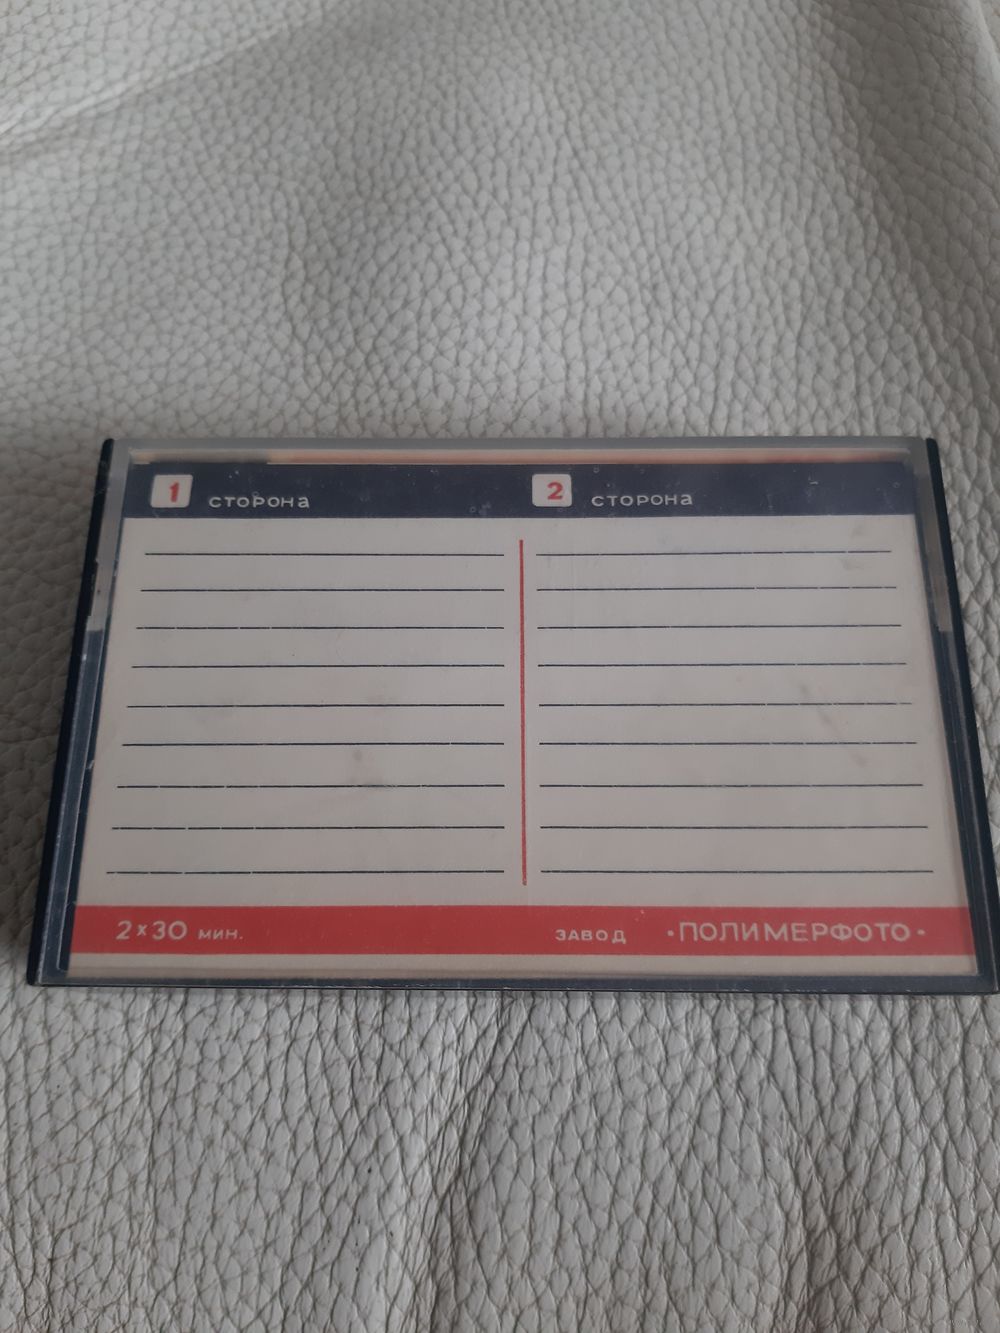 1 сторона
2 сторона
2×30 мин.
завод •ПОЛИМЕРФОТО•